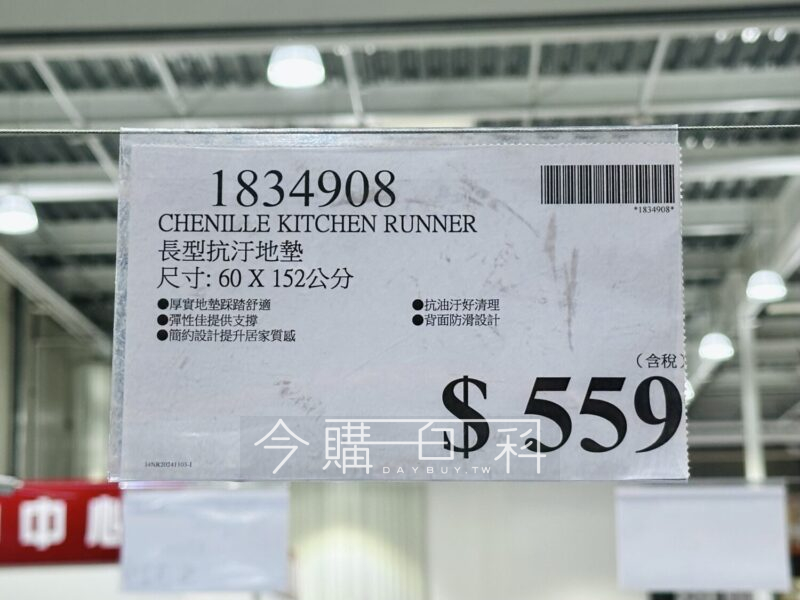 1834908
*1834908*
CHENILLE KITCHEN RUNNER
長型抗汙地墊
尺寸: 60 X 152公分
●厚實地墊踩踏舒適
●彈性佳提供支撐
●簡約設計提升居家質感
●抗油汙好清理
●背面防滑設計
(含稅)
$ 559
今購百科
DAYBUY.TW
中心